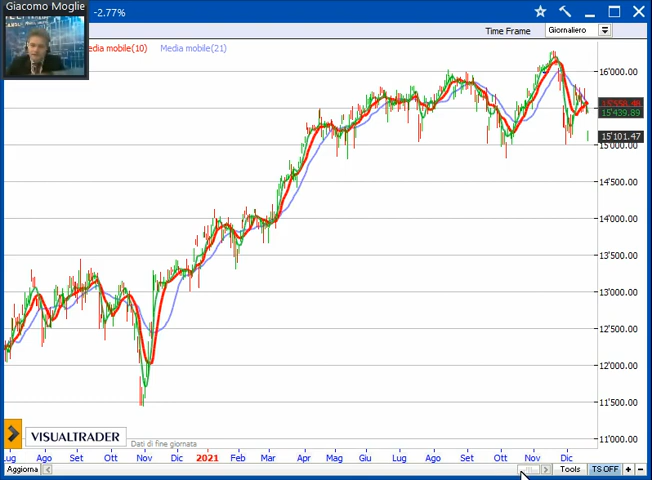 Giacomo Moglie
-2.77%
Time Frame Giornaliero
edia mobile(10) Media mobile(21)
16'000.00
15'439.89
15'101.47
15'000.00
14'500.00
14'000.00
13'500.00
13'000.00
12'500.00
12'000.00
11'500.00
11'000.00
VISUALTRADER
Dati di fine giornata
Lug Ago Set Ott Nov Dic 2021 Feb Mar Apr Mag Giu Lug Ago Set Ott Nov Dic
Aggiorna Tools TS OFF + −